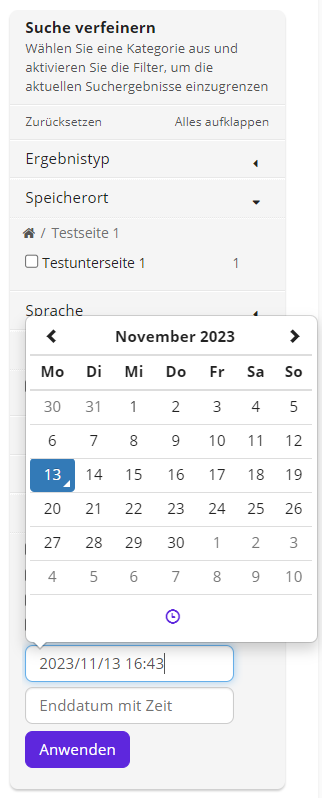 Suche verfeinern
Wählen Sie eine Kategorie aus und
aktivieren Sie die Filter, um die
aktuellen Suchergebnisse einzugrenzen
Zurücksetzen Alles aufklappen
Ergebnistyp
Speicherort
/ Testseite 1
Testunterseite 1 1
Sprache
November 2023
Mo Di Mi Do Fr Sa So
30 31 1 2 3 4 5
6 7 8 9 10 11 12
13 14 15 16 17 18 19
20 21 22 23 24 25 26
27 28 29 30 1 2 3
4 5 6 7 8 9 10
2023/11/13 16:43
Enddatum mit Zeit
Anwenden